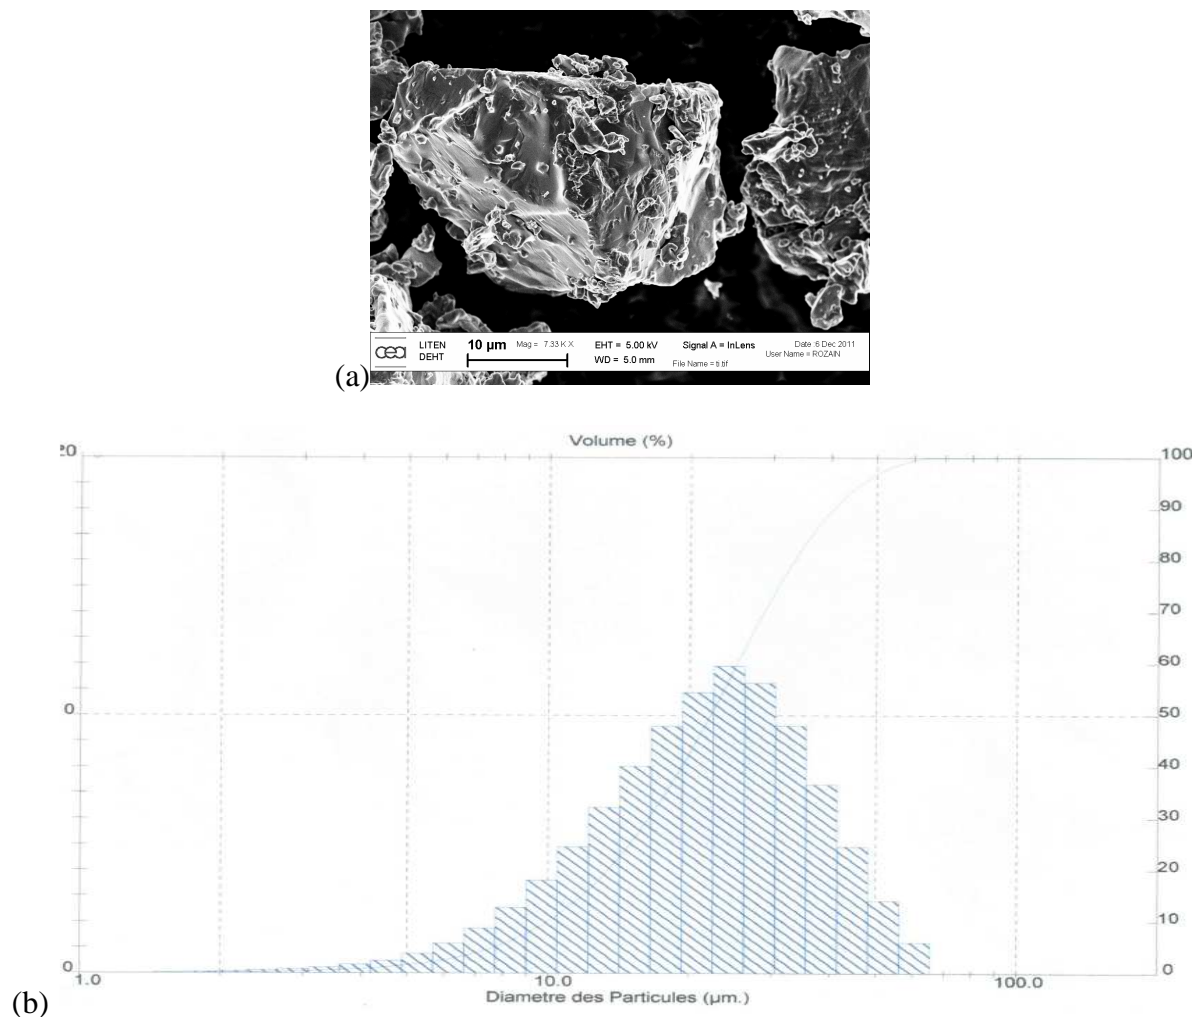 cea
LITEN
DEHT
10 µm
Mag = 7.33 K X
EHT = 5.00 kV
WD = 5.0 mm
Signal A = InLens
File Name = ti.tif
Date :6 Dec 2011
User Name = ROZAIN
(a)
Volume (%)
20
0
0
100
90
80
70
60
50
40
30
20
10
0
1.0
10.0
100.0
Diametre des Particules (µm.)
(b)